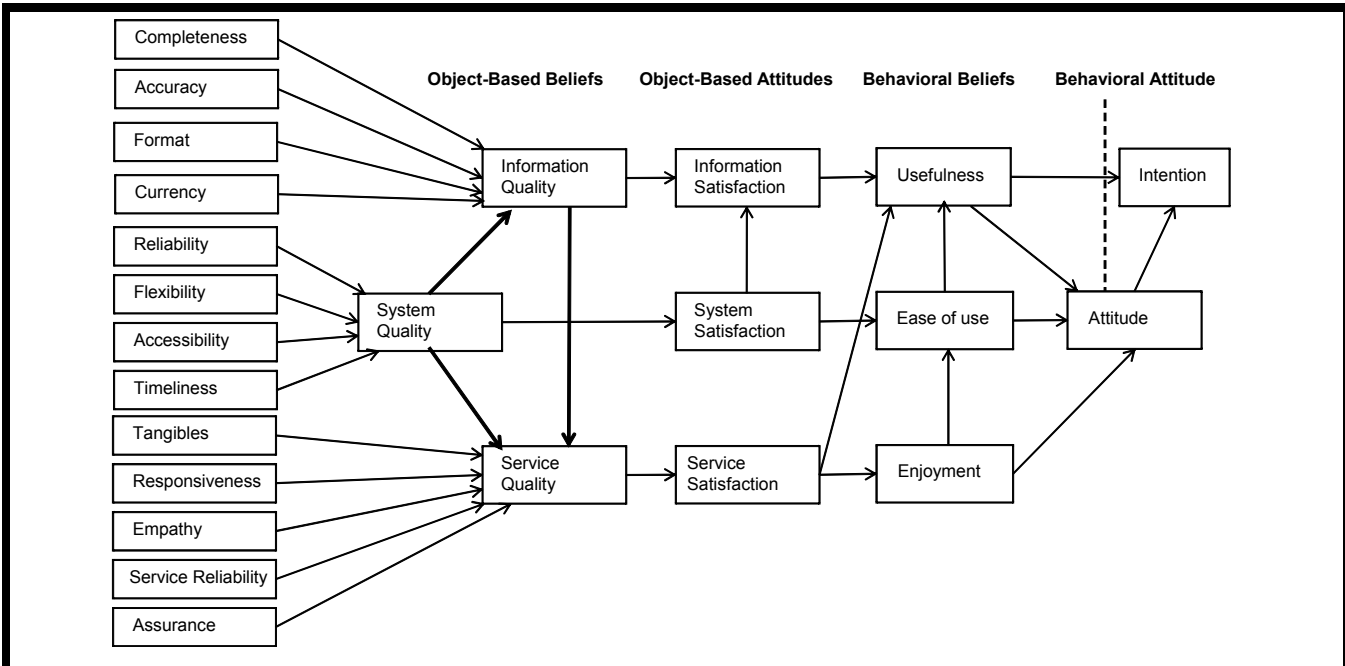 Completeness
Accuracy
Format
Currency
Reliability
Flexibility
Accessibility
Timeliness
Tangibles
Responsiveness
Empathy
Service Reliability
Assurance
Object-Based Beliefs
Object-Based Attitudes
Behavioral Beliefs
Behavioral Attitude
Information
Quality
Information
Satisfaction
Usefulness
Intention
System
Quality
System
Satisfaction
Ease of use
Attitude
Service
Quality
Service
Satisfaction
Enjoyment